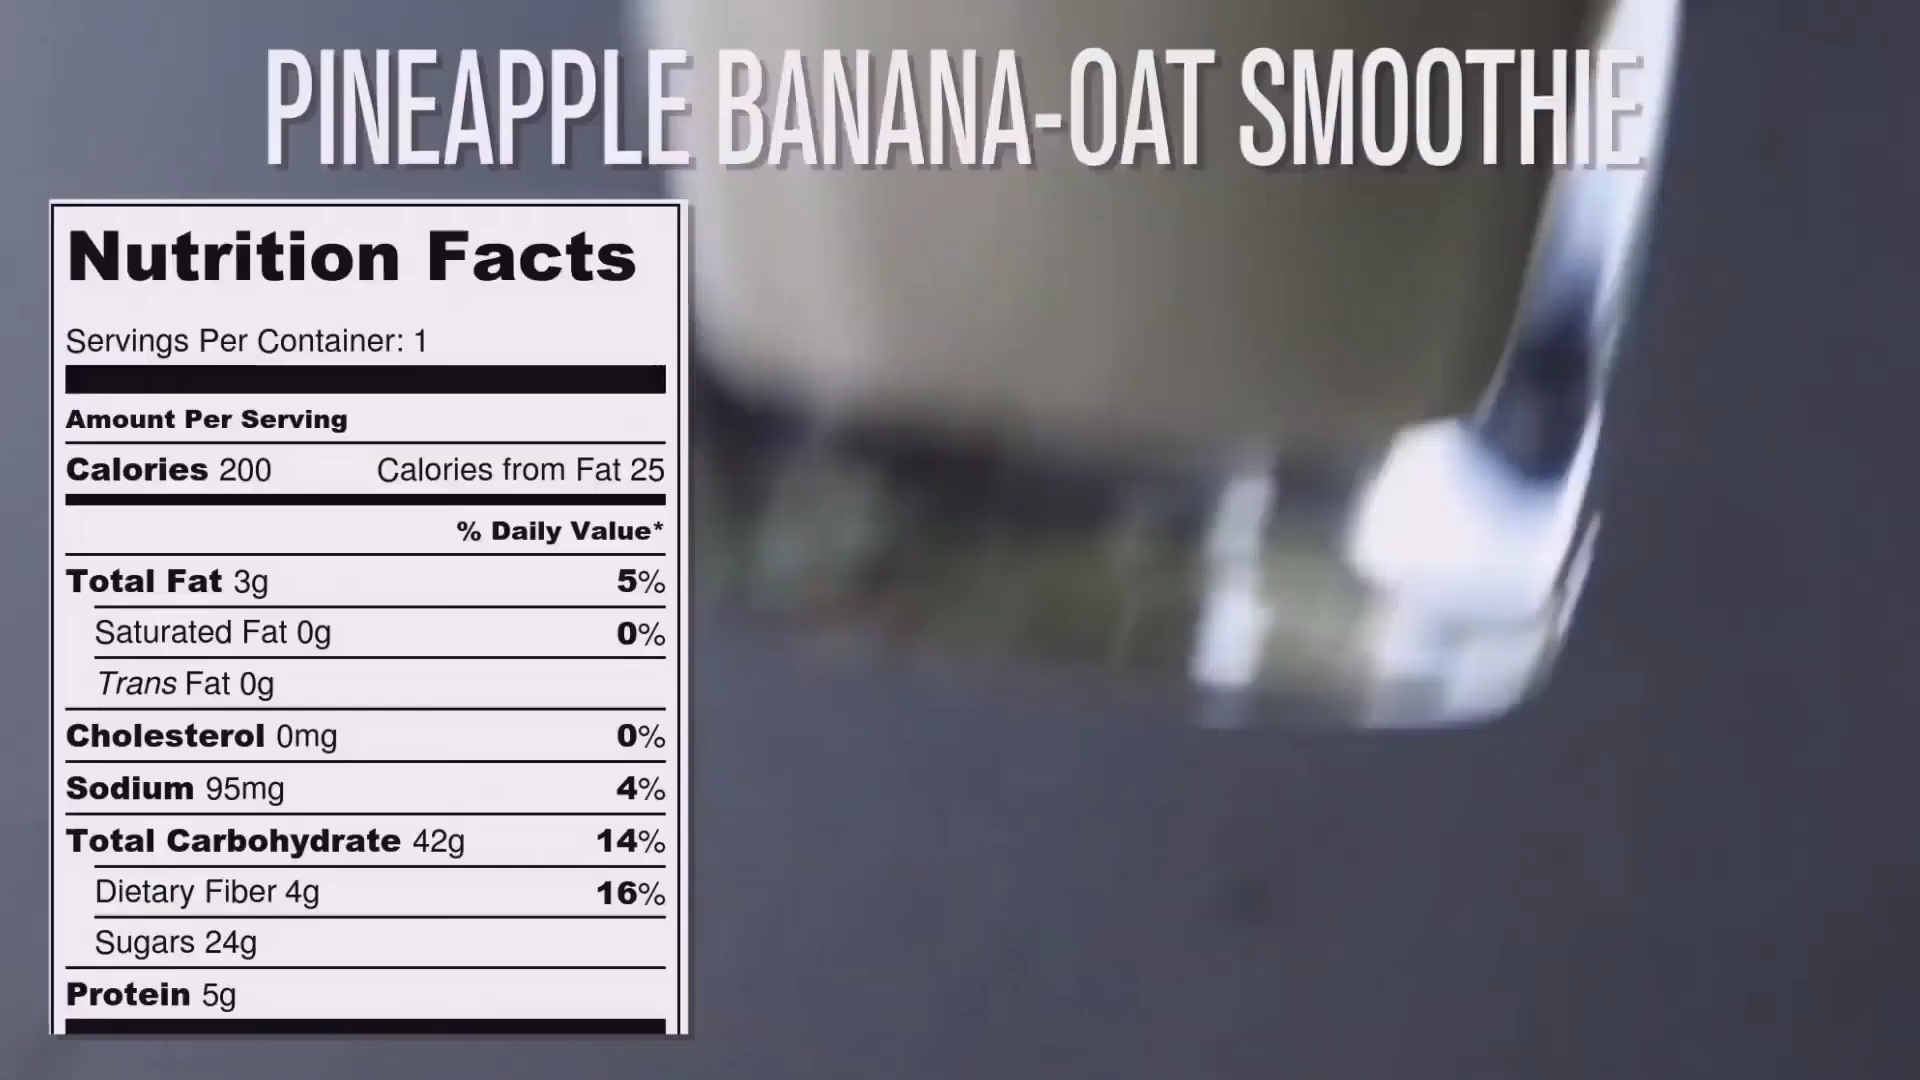 PINEAPPLE BANANA-OAT SMOOTHIE
Nutrition Facts
Servings Per Container: 1
Amount Per Serving
Calories 200 Calories from Fat 25
% Daily Value*
Total Fat 3g 5%
Saturated Fat 0g 0%
Trans Fat 0g
Cholesterol 0mg 0%
Sodium 95mg 4%
Total Carbohydrate 42g 14%
Dietary Fiber 4g 16%
Sugars 24g
Protein 5g